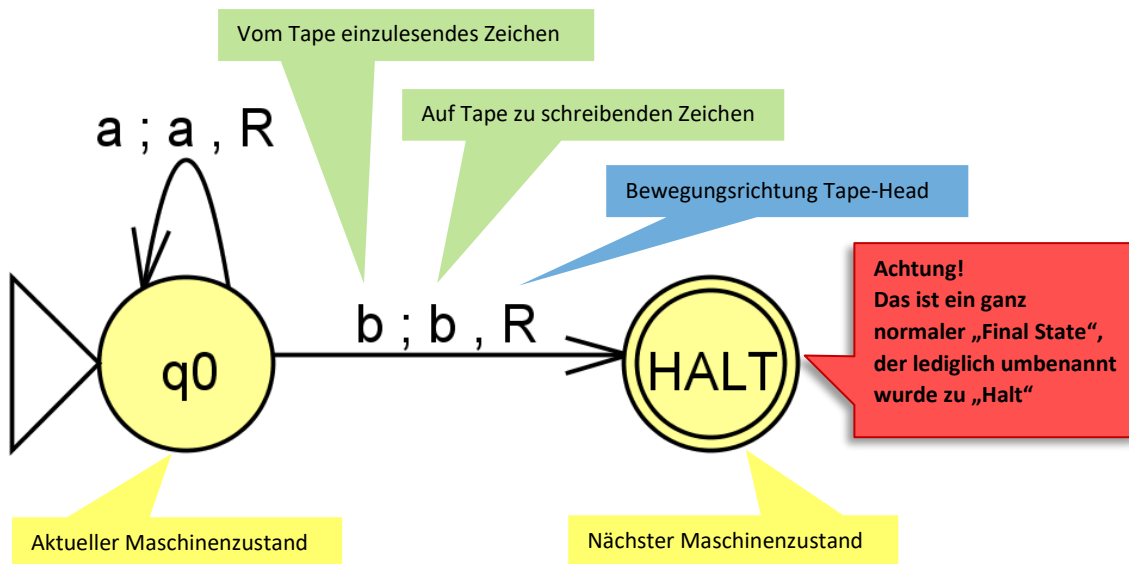 Vom Tape einzulesendes Zeichen
Auf Tape zu schreibenden Zeichen
a ; a , R
Bewegungsrichtung Tape-Head
Achtung!
Das ist ein ganz
normaler „Final State“,
der lediglich umbenannt
wurde zu „Halt“
b ; b , R
q0
HALT
Aktueller Maschinenzustand
Nächster Maschinenzustand